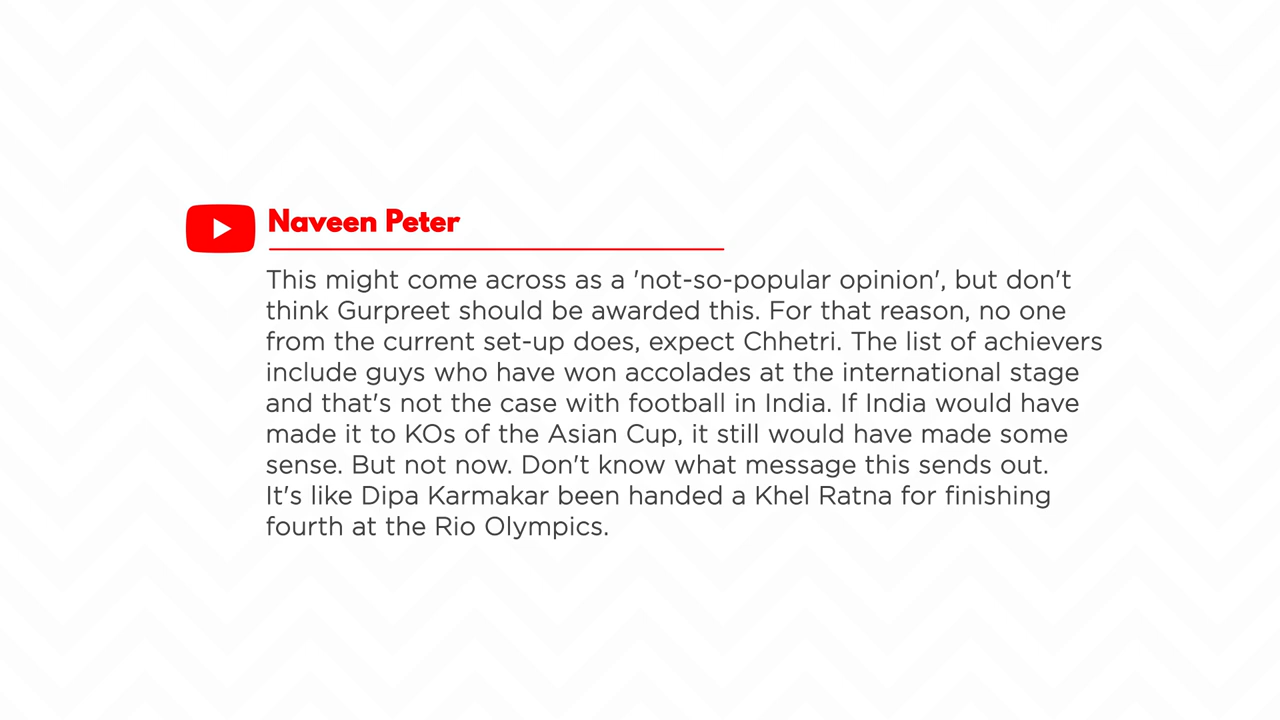 Naveen Peter
This might come across as a 'not-so-popular opinion', but don't
think Gurpreet should be awarded this. For that reason, no one
from the current set-up does, expect Chhetri. The list of achievers
include guys who have won accolades at the international stage
and that's not the case with football in India. If India would have
made it to KOs of the Asian Cup, it still would have made some
sense. But not now. Don't know what message this sends out.
It's like Dipa Karmakar been handed a Khel Ratna for finishing
fourth at the Rio Olympics.